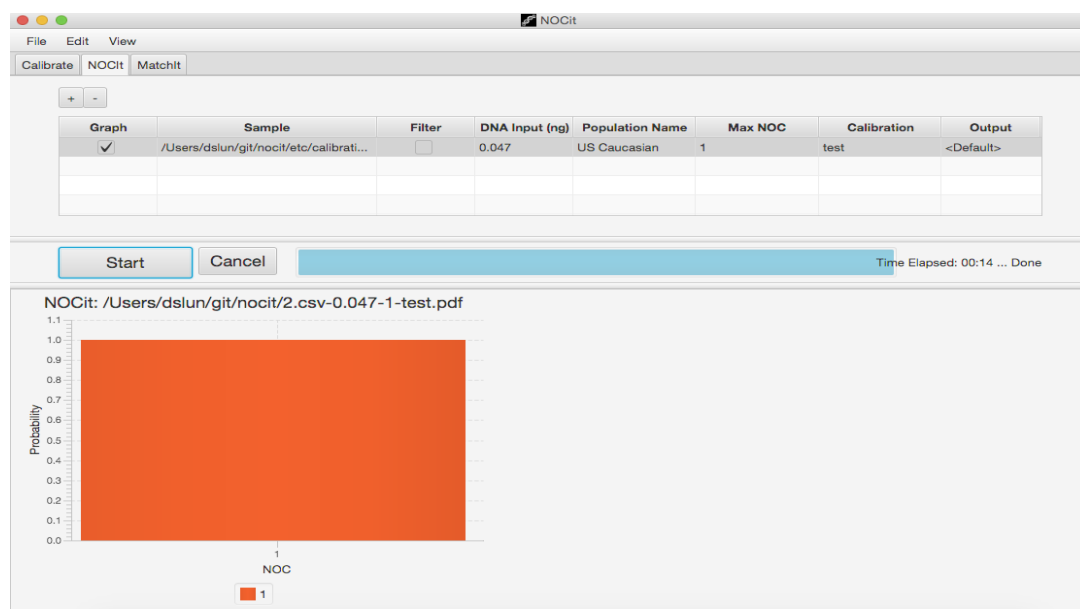 NOCit
File Edit View
Calibrate NOCIt MatchIt
+ -
Graph Sample Filter DNA Input (ng) Population Name Max NOC Calibration Output
/Users/dslun/git/nocit/etc/calibrati... 0.047 US Caucasian 1 test <Default>
Start Cancel Time Elapsed: 00:14 ... Done
NOCit: /Users/dslun/git/nocit/2.csv-0.047-1-test.pdf
1.1
1.0
0.9
0.8
0.7
0.6
0.5
0.4
0.3
0.2
0.1
0.0
Probability
1
NOC
1